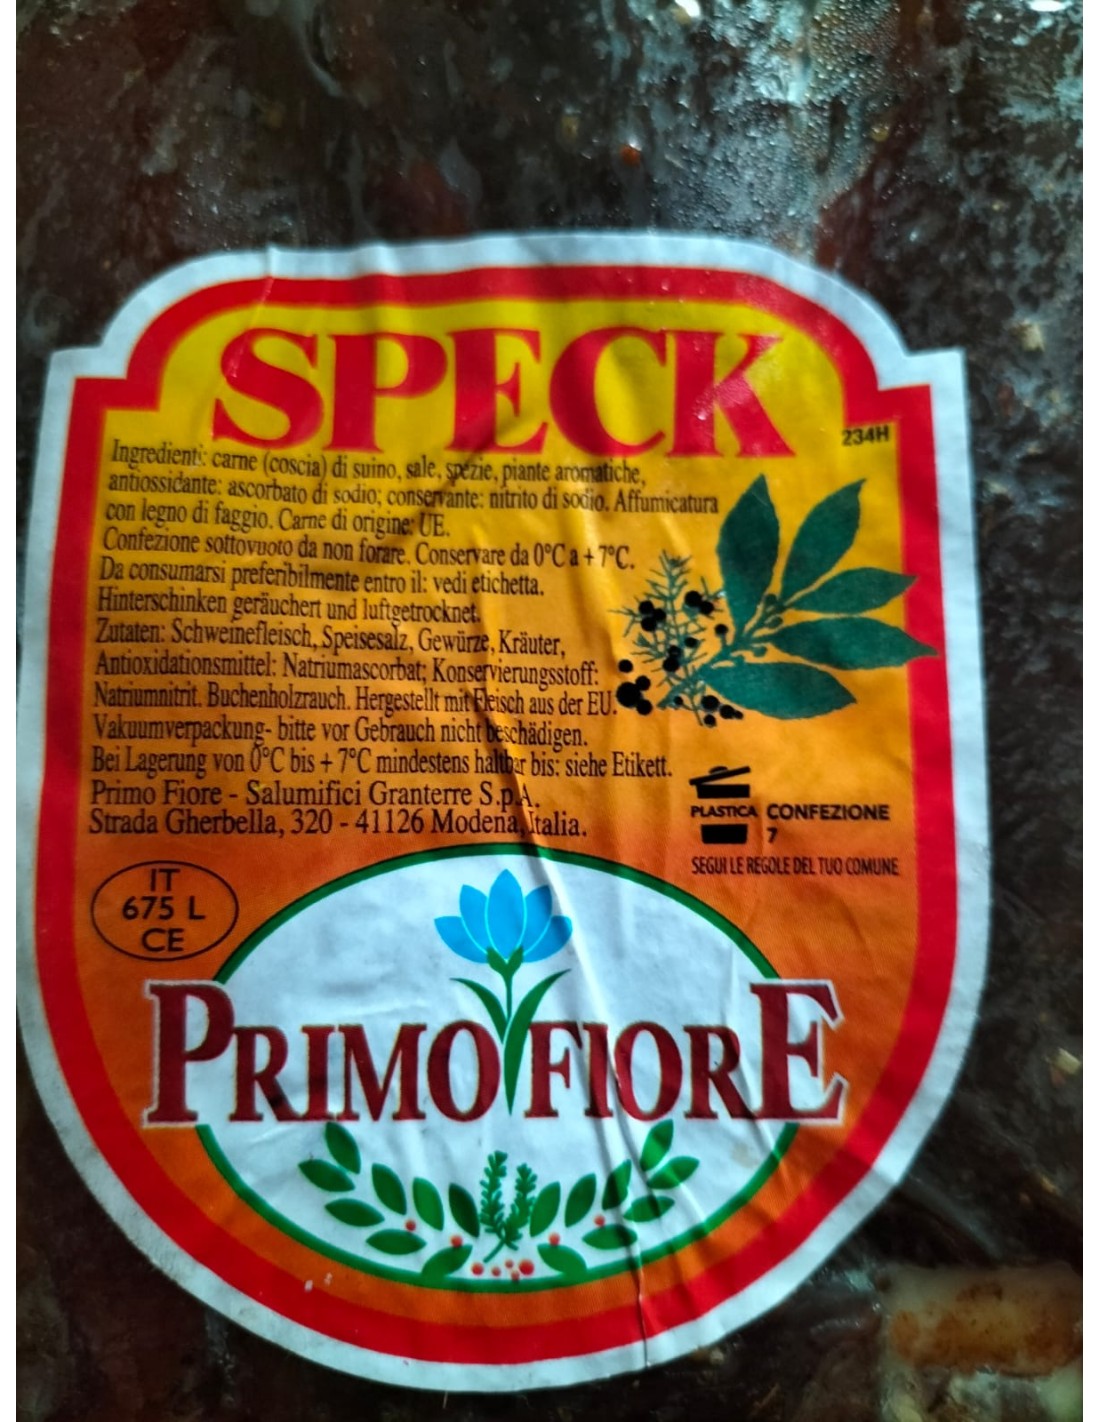 SPECK
234H
Ingredienti: carne (coscia) di suino, sale, spezie, piante aromatiche,
antiossidante: ascorbato di sodio; conservante: nitrito di sodio. Affumicatura
con legno di faggio. Carne di origine: UE.
Confezione sottovuoto da non forare. Conservare da 0°C a + 7°C.
Da consumarsi preferibilmente entro il: vedi etichetta.
Hinterschinken geräuchert und luftgetrocknet.
Zutaten: Schweinefleisch, Speisesalz, Gewürze, Kräuter,
Antioxidationsmittel: Natriumascorbat; Konservierungsstoff:
Natriumnitrit. Buchenholzrauch. Hergestellt mit Fleisch aus der EU.
Vakuumverpackung- bitte vor Gebrauch nicht beschädigen.
Bei Lagerung von 0°C bis + 7°C mindestens haltbar bis: siehe Etikett.
Primo Fiore - Salumifici Granterre S.p.A.
Strada Gherbella, 320 - 41126 Modena, Italia.
PLASTICA CONFEZIONE
7
SEGUI LE REGOLE DEL TUO COMUNE
IT
675 L
CE
PRIMO FIORE